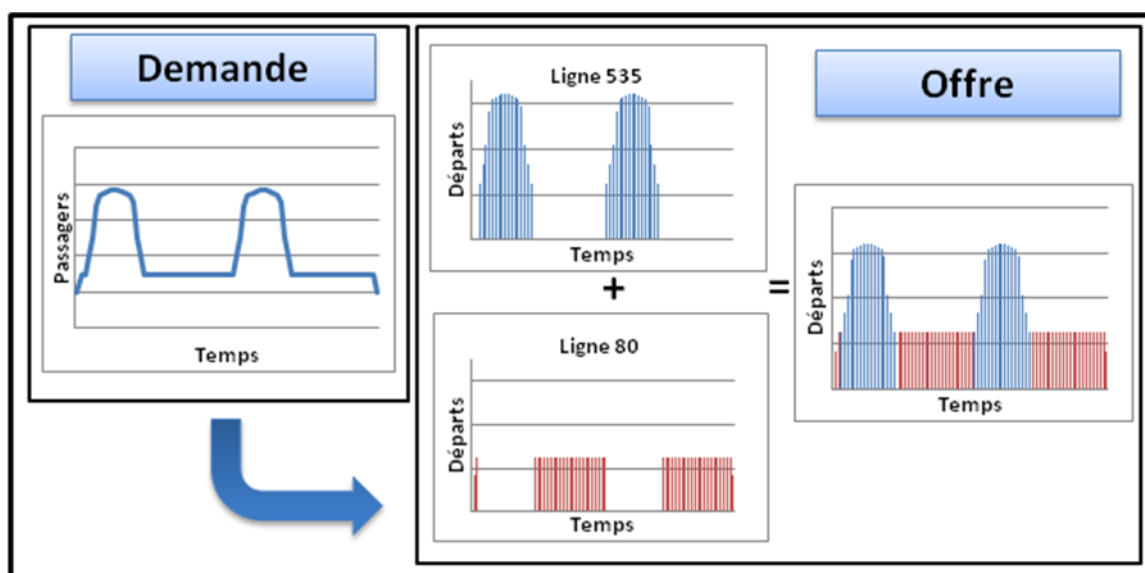 Demande
Passagers
Temps
Ligne 535
Départs
Temps
+
Ligne 80
Départs
Temps
=
Offre
Départs
Temps